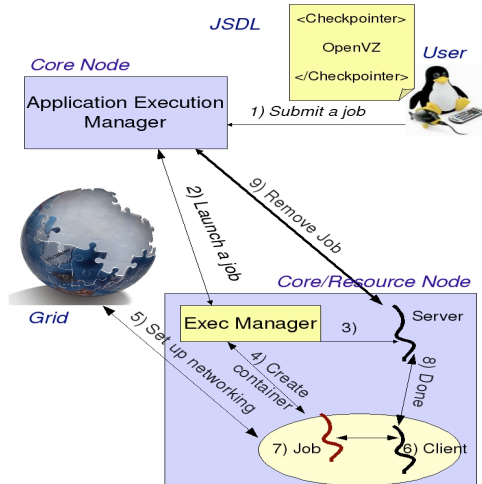 JSDL
<Checkpointer>
OpenVZ
</Checkpointer>
User
Core Node
Application Execution
Manager
1) Submit a job
2) Launch a job
9) Remove Job
Core/Resource Node
Grid
5) Set up networking
Exec Manager
3)
Server
4) Create
container
8) Done
7) Job
6) Client